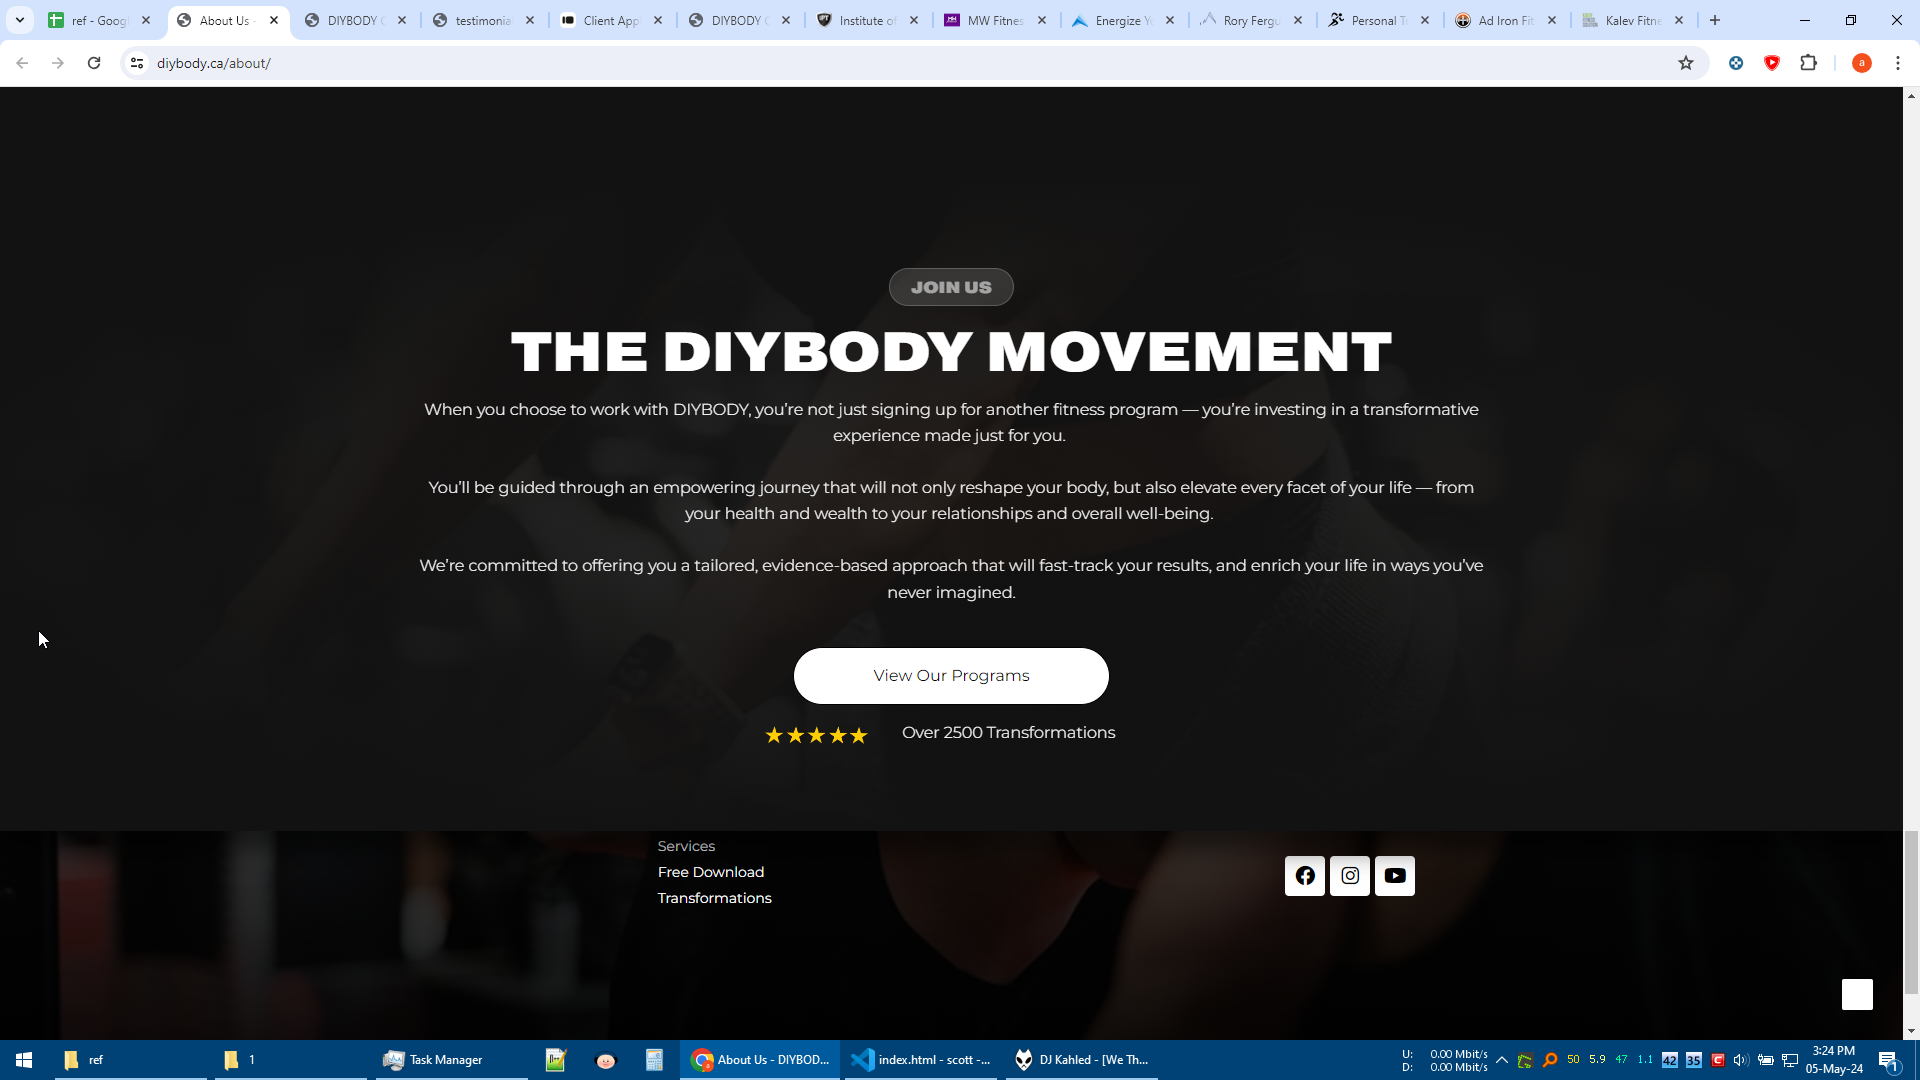 ref - Goog
About Us -
DIYBODY C
testimonia
Client App
DIYBODY C
Institute of
MW Fitnes
Energize Y
Rory Fergu
Personal T
Ad Iron Fit
Kalev Fitne
diybody.ca/about/
a
JOIN US
THE DIYBODY MOVEMENT
When you choose to work with DIYBODY, you’re not just signing up for another fitness program — you’re investing in a transformative
experience made just for you.
You’ll be guided through an empowering journey that will not only reshape your body, but also elevate every facet of your life — from
your health and wealth to your relationships and overall well-being.
We’re committed to offering you a tailored, evidence-based approach that will fast-track your results, and enrich your life in ways you’ve
never imagined.
View Our Programs
★★★★★ Over 2500 Transformations
Services
Free Download
Transformations
ref
1
Task Manager
About Us - DIYBOD...
index.html - scott -...
DJ Kahled - [We Th...
U: 0.00 Mbit/s
D: 0.00 Mbit/s
50 5.9 47 1.1 42 35
3:24 PM
05-May-24
1